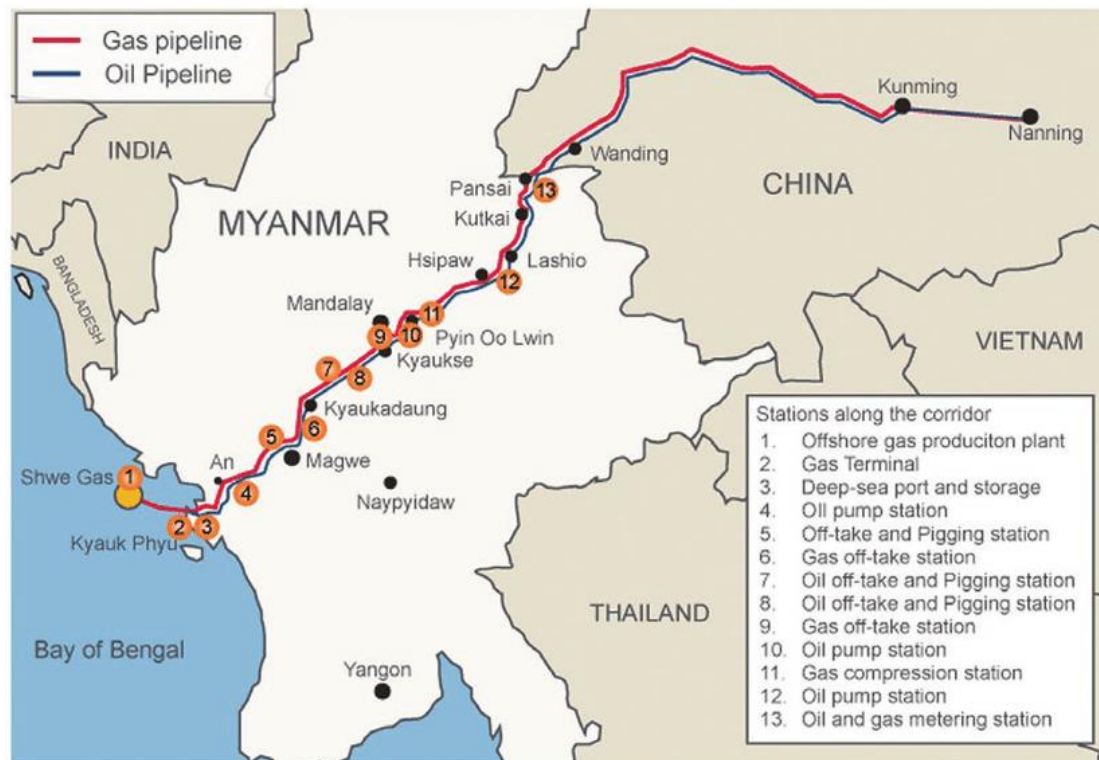 Gas pipeline
Oil Pipeline
INDIA
BANGLADESH
MYANMAR
CHINA
VIETNAM
THAILAND
Kunming
Nanning
Wanding
Pansai
13
Kutkai
Hsipaw
Lashio
12
Mandalay
11
9
10
Pyin Oo Lwin
Kyaukse
7
8
Kyaukadaung
6
5
Magwe
An
4
Naypyidaw
Shwe Gas
1
2
3
Kyauk Phyu
Bay of Bengal
Yangon
Stations along the corridor
1. Offshore gas produciton plant
2. Gas Terminal
3. Deep-sea port and storage
4. OIl pump station
5. Off-take and Pigging station
6. Gas off-take station
7. Oil off-take and Pigging station
8. Oil off-take and Pigging station
9. Gas off-take station
10. Oil pump station
11. Gas compression station
12. Oil pump station
13. Oil and gas metering station